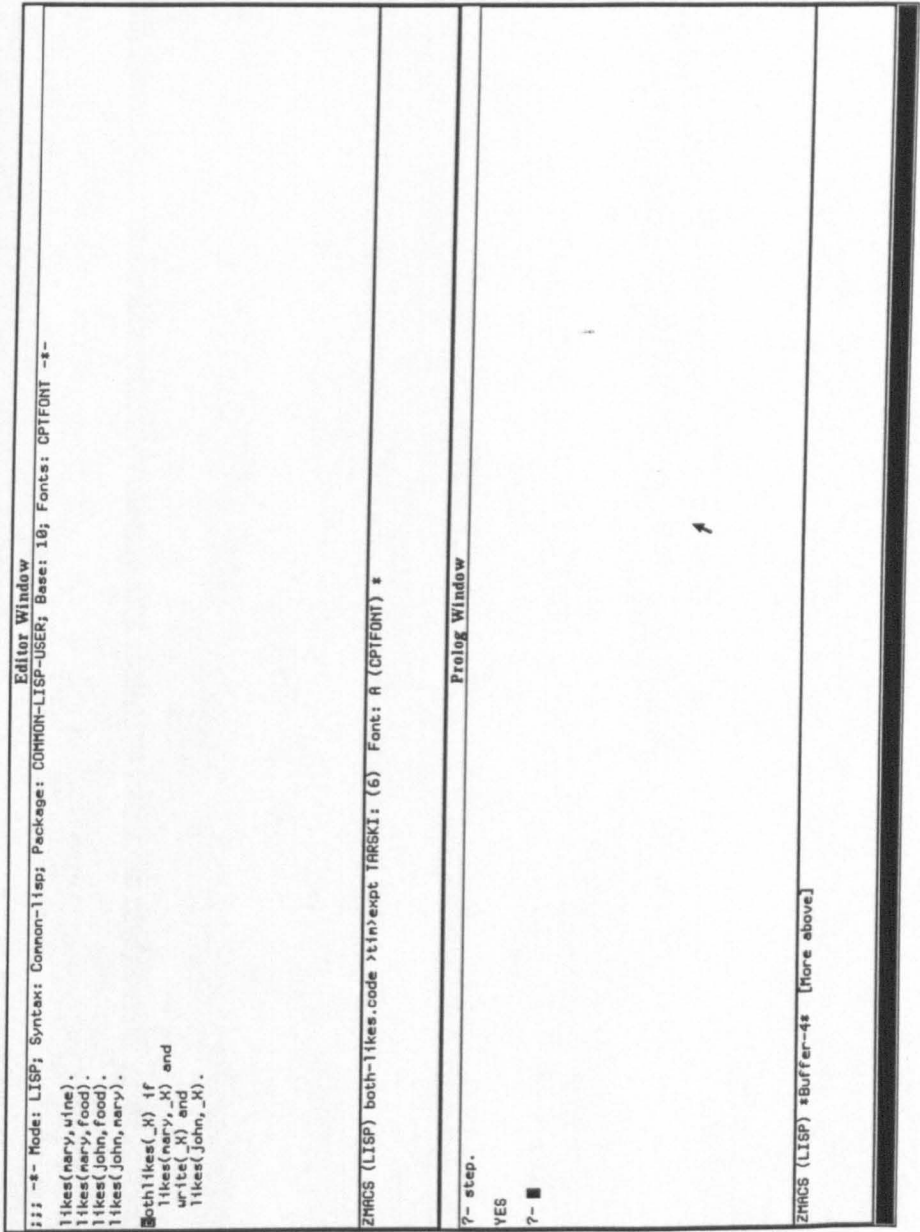 Editor Window
;;; -*- Mode: LISP; Syntax: Common-lisp; Package: COMMON-LISP-USER; Base: 10; Fonts: CPTFONT -*-
likes(mary,wine).
likes(mary,food).
likes(john,food).
likes(john,mary).
Bothlikes(_X) if
likes(mary,_X) and
write(_X) and
likes(john,_X).
ZMACS (LISP) both-likes.code >tim>expt TARSKI: (6) Font: A (CPTFONT) *
Prolog Window
?- step.
YES
?-
ZMACS (LISP) *Buffer-4* [More above]